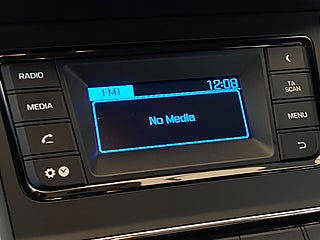 RADIO
FM1
12:08
TA
SCAN
MEDIA
No Media
MENU